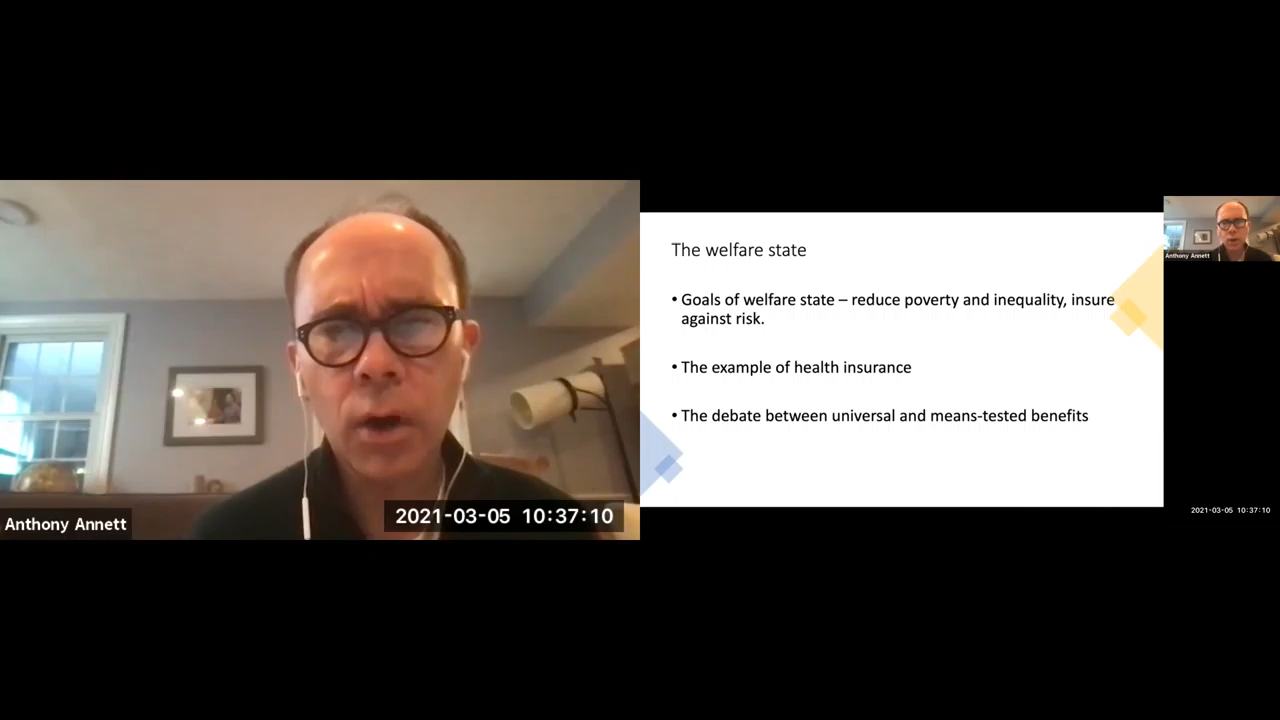 Anthony Annett
2021-03-05 10:37:10
The welfare state
• Goals of welfare state – reduce poverty and inequality, insure
against risk.
• The example of health insurance
• The debate between universal and means-tested benefits
Anthony Annett
2021-03-05 10:37:10